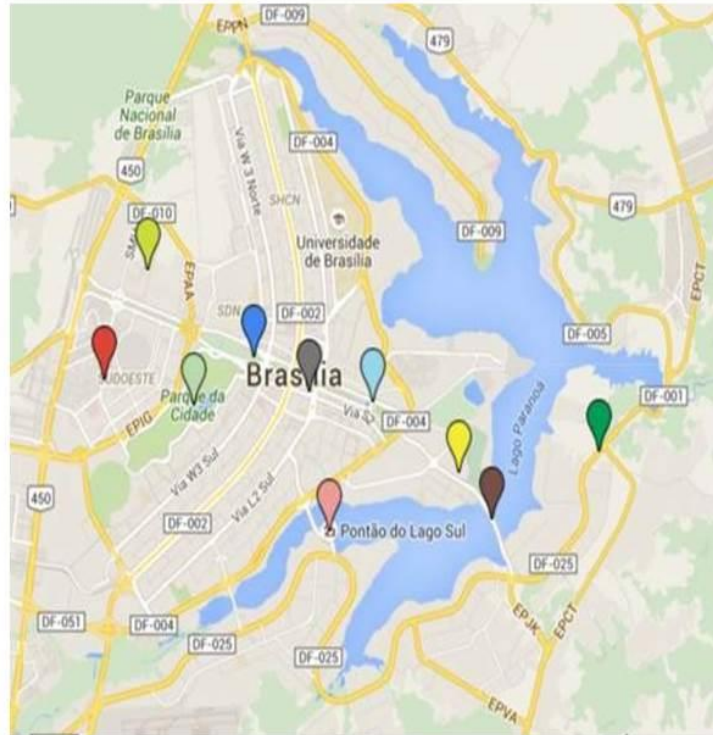 EPPN
DF-009
479
Parque
Nacional
de Brasília
Via W 3 Norte
DF-004
450
SHCN
479
DF-010
Universidade
de Brasília
DF-009
EPCT
EPAA
SDN
DF-002
DF-005
SUDOESTE
Brasília
Parque da
Cidade
DF-001
EPIG
Via S2
DF-004
Lago Paranoá
Via W3 Sul
Via L2 Sul
450
DF-002
Pontão do Lago Sul
DF-025
DF-051
DF-004
DF-025
DF-025
EPJK
EPCT
EPVA